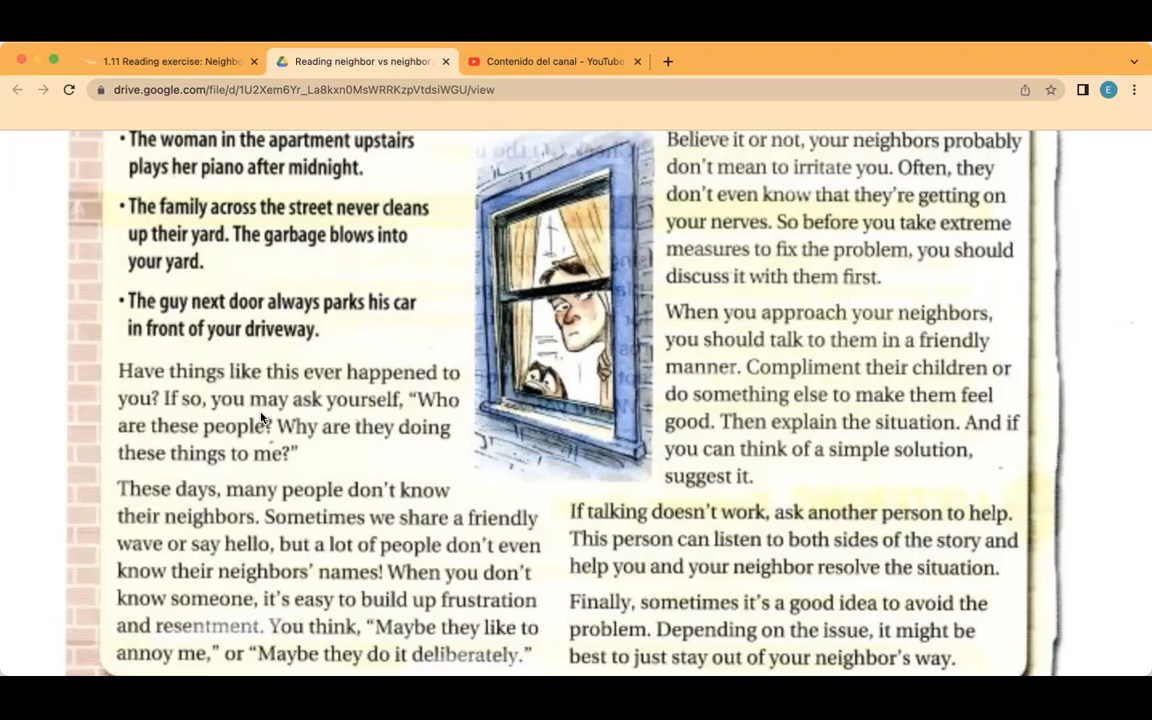 1.11 Reading exercise: Neighb
Reading neighbor vs neighbor
Contenido del canal - YouTube
drive.google.com/file/d/1U2Xem6Yr_La8kxn0MsWRRKzpVtdsiWGU/view
E
• The woman in the apartment upstairs
plays her piano after midnight.
• The family across the street never cleans
up their yard. The garbage blows into
your yard.
• The guy next door always parks his car
in front of your driveway.
Have things like this ever happened to
you? If so, you may ask yourself, “Who
are these people? Why are they doing
these things to me?”
These days, many people don’t know
their neighbors. Sometimes we share a friendly
wave or say hello, but a lot of people don’t even
know their neighbors’ names! When you don’t
know someone, it’s easy to build up frustration
and resentment. You think, “Maybe they like to
annoy me,” or “Maybe they do it deliberately.”
Believe it or not, your neighbors probably
don’t mean to irritate you. Often, they
don’t even know that they’re getting on
your nerves. So before you take extreme
measures to fix the problem, you should
discuss it with them first.
When you approach your neighbors,
you should talk to them in a friendly
manner. Compliment their children or
do something else to make them feel
good. Then explain the situation. And if
you can think of a simple solution,
suggest it.
If talking doesn’t work, ask another person to help.
This person can listen to both sides of the story and
help you and your neighbor resolve the situation.
Finally, sometimes it’s a good idea to avoid the
problem. Depending on the issue, it might be
best to just stay out of your neighbor’s way.